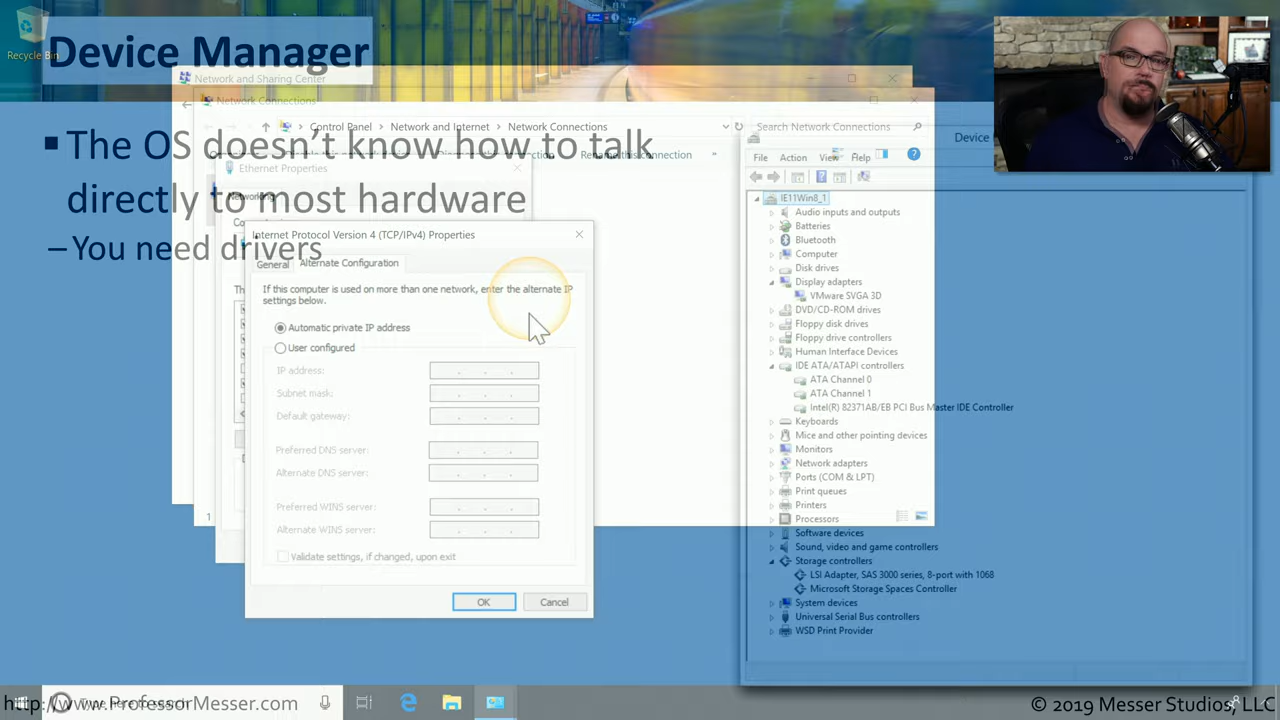 Recycle Bin
Device Manager
Network and Sharing Center
Network Connections
▪ The OS doesn't know how to talk
directly to most hardware
– You need drivers
Control Panel
Network and Internet
Network Connections
Search Network Connections
Rename this connection
»
Ethernet Properties
Networking
Internet Protocol Version 4 (TCP/IPv4) Properties
General
Alternate Configuration
If this computer is used on more than one network, enter the alternate IP
settings below.
Automatic private IP address
User configured
IP address:
Subnet mask:
Default gateway:
Preferred DNS server:
Alternate DNS server:
Preferred WINS server:
Alternate WINS server:
Validate settings, if changed, upon exit
OK
Cancel
Device
File Action View Help
IE11Win8_1
Audio inputs and outputs
Batteries
Bluetooth
Computer
Disk drives
Display adapters
VMware SVGA 3D
DVD/CD-ROM drives
Floppy disk drives
Floppy drive controllers
Human Interface Devices
IDE ATA/ATAPI controllers
ATA Channel 0
ATA Channel 1
Intel(R) 82371AB/EB PCI Bus Master IDE Controller
Keyboards
Mice and other pointing devices
Monitors
Network adapters
Ports (COM & LPT)
Print queues
Printers
Processors
Software devices
Sound, video and game controllers
Storage controllers
LSI Adapter, SAS 3000 series, 8-port with 1068
Microsoft Storage Spaces Controller
System devices
Universal Serial Bus controllers
WSD Print Provider
http://www.ProfessorMesser.com
© 2019 Messer Studios, LLC